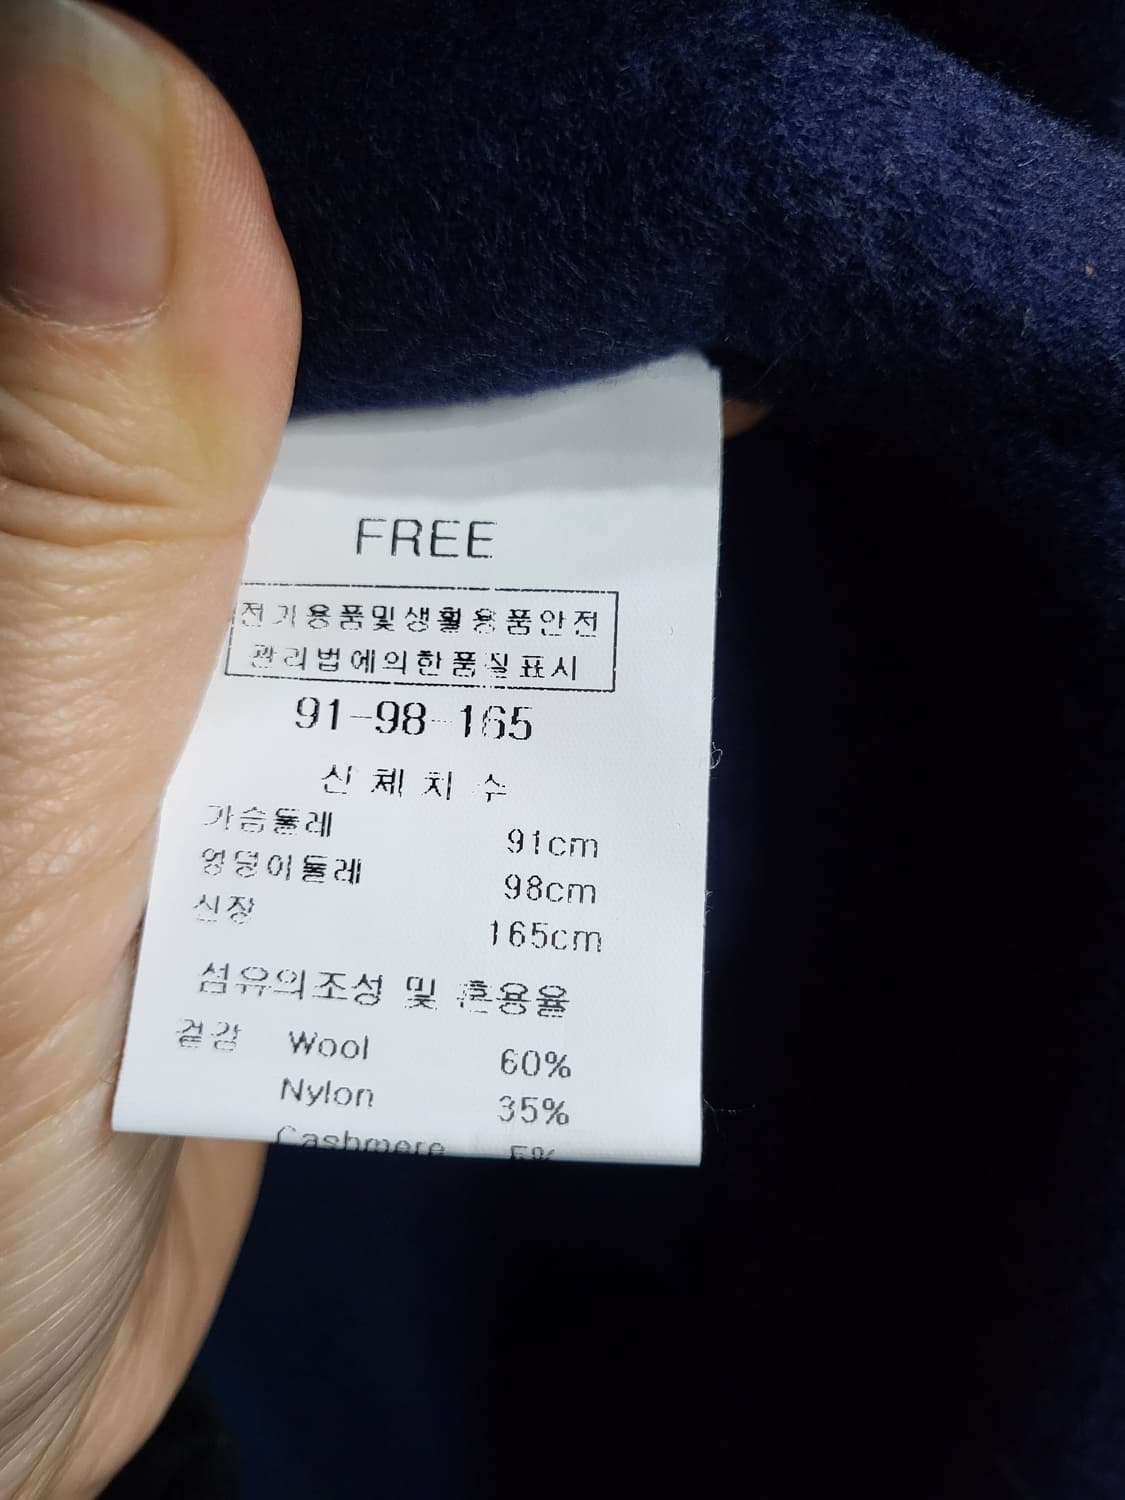 FREE
전기용품및생활용품안전
관리법에의한품질표시
91-98-165
신체치수
가슴둘레 91cm
엉덩이둘레 98cm
신장 165cm
섬유의조성 및 혼용율
겉감 Wool 60%
Nylon 35%
Cashmere 5%